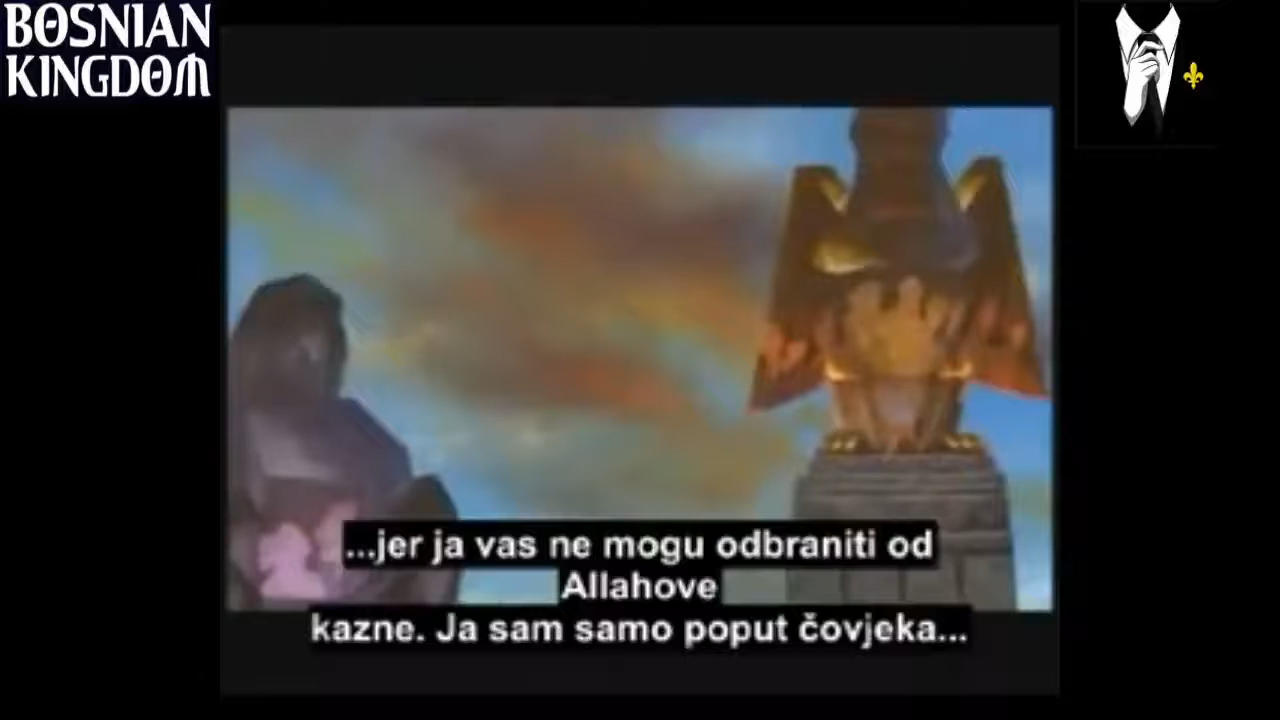 BOSNIAN
KINGDOM
...jer ja vas ne mogu odbraniti od
Allahove
kazne. Ja sam samo poput čovjeka...